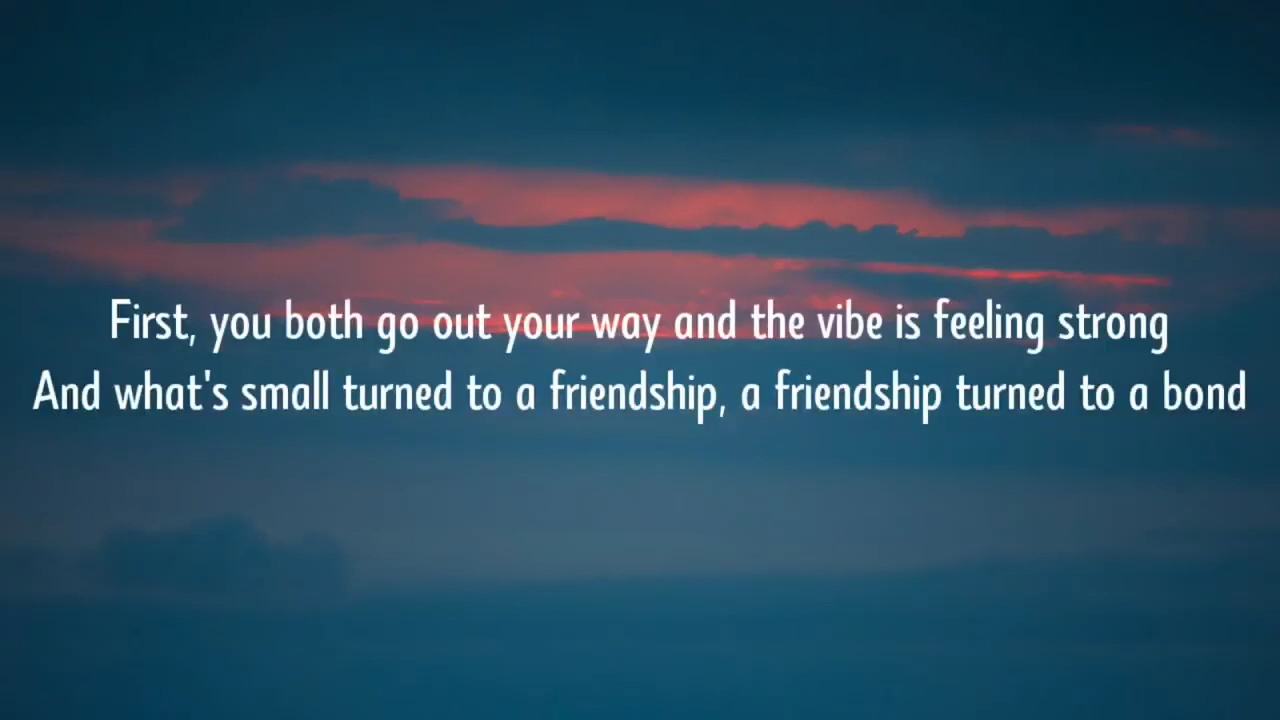 First, you both go out your way and the vibe is feeling strong
And what's small turned to a friendship, a friendship turned to a bond